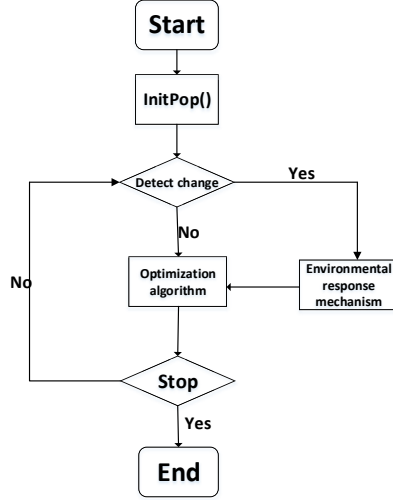 Start
InitPop()
Detect change
Yes
No
Optimization
algorithm
Environmental
response
mechanism
No
Stop
Yes
End